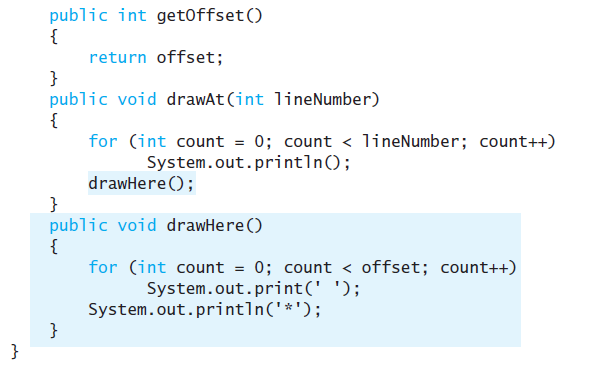 public int getOffset()
    {
        return offset;
    }
    public void drawAt(int lineNumber)
    {
        for (int count = 0; count < lineNumber; count++)
              System.out.println();
        drawHere();
    }
    public void drawHere()
    {
        for (int count = 0; count < offset; count++)
              System.out.print(' ');
        System.out.println('*');
    }
}